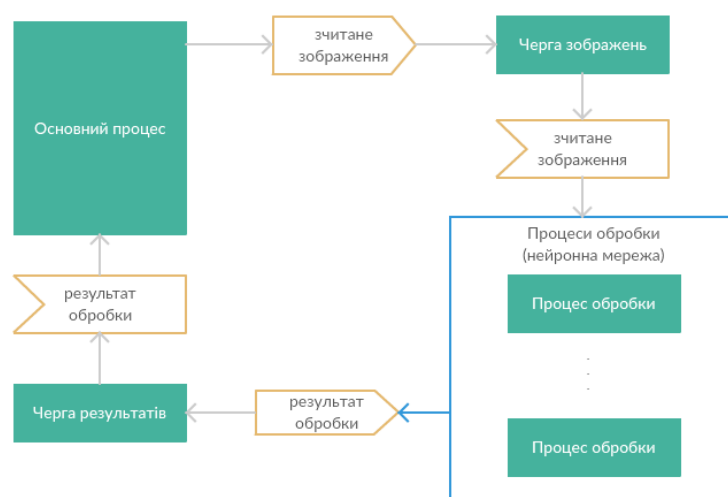 зчитане
зображення
Черга зображень
Основний процес
зчитане
зображення
Процеси обробки
(нейронна мережа)
результат
обробки
Процес обробки
.
.
.
Черга результатів
результат
обробки
Процес обробки